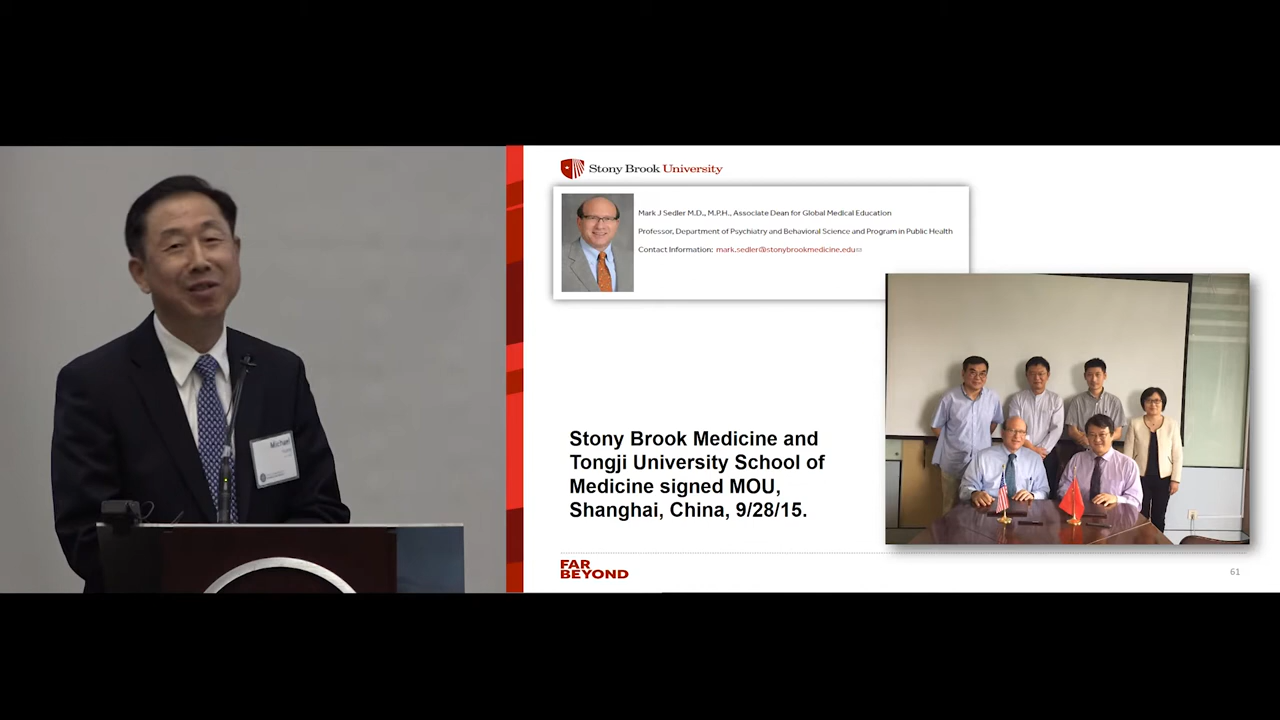 Michael
Stony Brook University
Mark J Sedler M.D., M.P.H., Associate Dean for Global Medical Education
Professor, Department of Psychiatry and Behavioral Science and Program in Public Health
Contact Information: mark.sedler@stonybrookmedicine.edu
Stony Brook Medicine and
Tongji University School of
Medicine signed MOU,
Shanghai, China, 9/28/15.
FAR
BEYOND
61